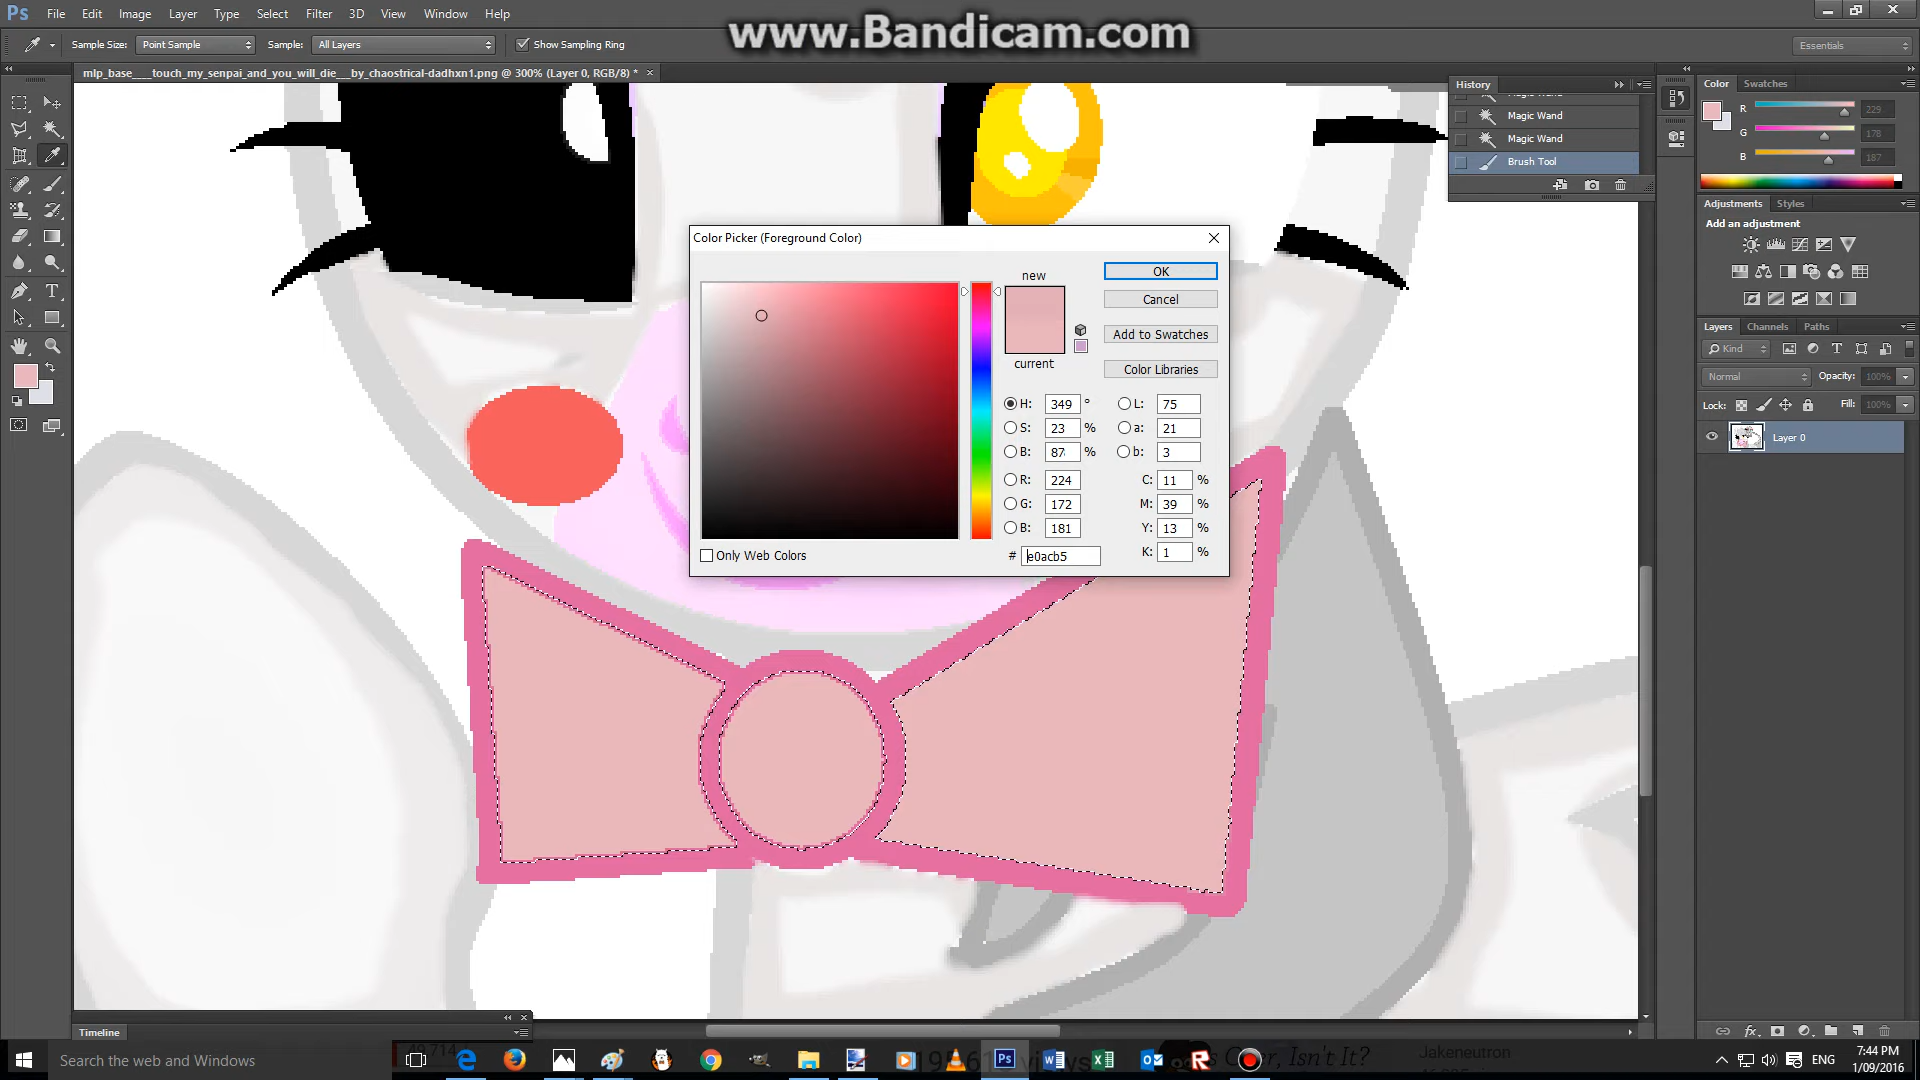 Ps File Edit Image Layer Type Select Filter 3D View Window Help
www.Bandicam.com
Sample Size: Point Sample Sample: All Layers Show Sampling Ring Essentials
mlp_base___touch_my_senpai_and_you_will_die___by_chaostrical-dadhxn1.png @ 300% (Layer 0, RGB/8) *
History
Magic Wand
Magic Wand
Brush Tool
Color Swatches
R 229
G 178
B 187
Adjustments Styles
Add an adjustment
Layers Channels Paths
Kind
Normal Opacity: 100%
Lock: Fill: 100%
Layer 0
Color Picker (Foreground Color)
new
current
OK
Cancel
Add to Swatches
Color Libraries
H: 349 ° L: 75
S: 23 % a: 21
B: 87 % b: 3
R: 224 C: 11 %
G: 172 M: 39 %
B: 181 Y: 13 %
# e0acb5 K: 1 %
Only Web Colors
Timeline
Search the web and Windows
Isn't It?
Jakeneutron
ENG
7:44 PM
1/09/2016